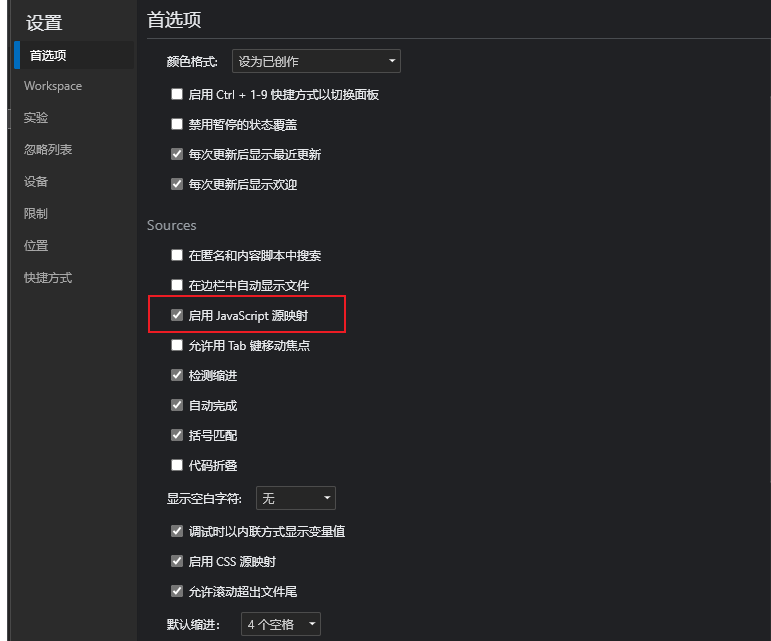 设置
首选项
Workspace
实验
忽略列表
设备
限制
位置
快捷方式
首选项
颜色格式: 设为已创作
启用 Ctrl + 1-9 快捷方式以切换面板
禁用暂停的状态覆盖
每次更新后显示最近更新
每次更新后显示欢迎
Sources
在匿名和内容脚本中搜索
在边栏中自动显示文件
启用 JavaScript 源映射
允许用 Tab 键移动焦点
检测缩进
自动完成
括号匹配
代码折叠
显示空白字符: 无
调试时以内联方式显示变量值
启用 CSS 源映射
允许滚动超出文件尾
默认缩进: 4 个空格